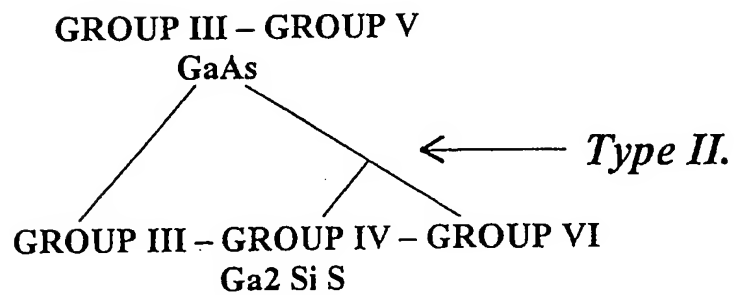 GROUP III – GROUP V
GaAs
Type II.
GROUP III – GROUP IV – GROUP VI
Ga2 Si S